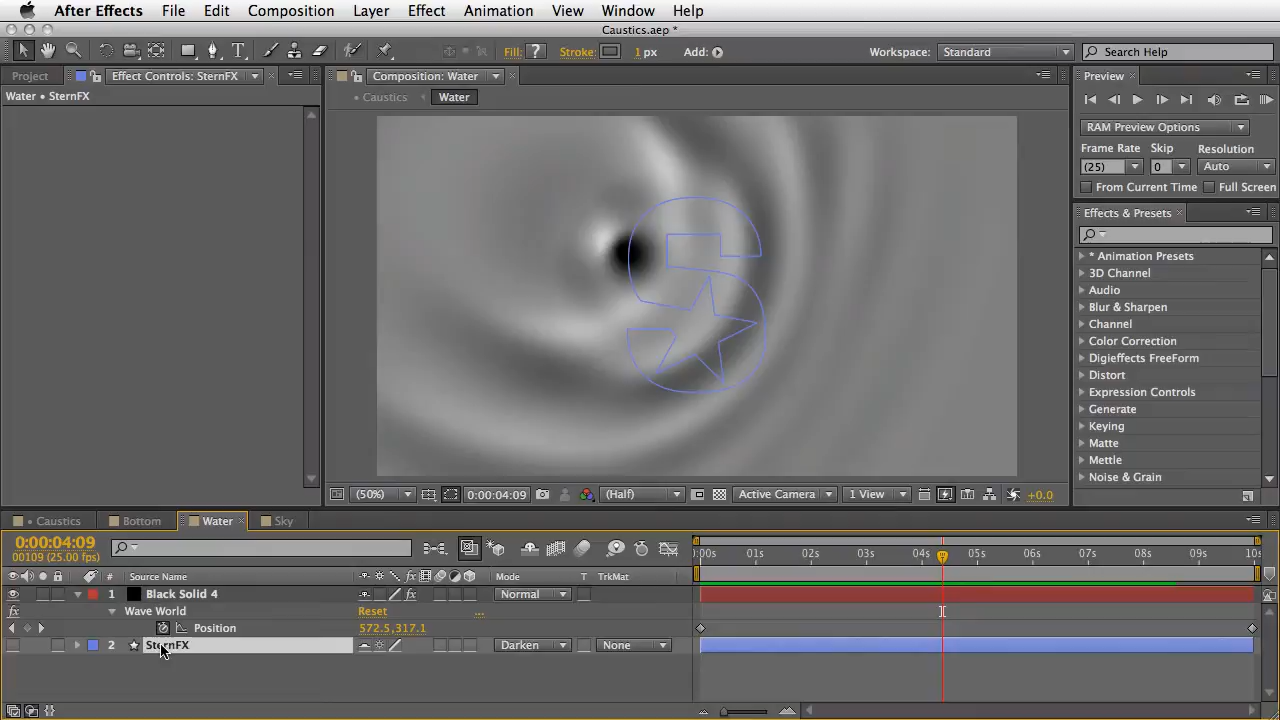 After Effects File Edit Composition Layer Effect Animation View Window Help
Caustics.aep *
T Fill: ? Stroke: 1 px Add: Workspace: Standard Search Help
Project Effect Controls: SternFX Composition: Water Preview
Water • SternFX Caustics Water
RAM Preview Options
Frame Rate Skip Resolution
(25) 0 Auto
From Current Time Full Screen
Effects & Presets
* Animation Presets
3D Channel
Audio
Blur & Sharpen
Channel
Color Correction
Digieffects FreeForm
Distort
Expression Controls
Generate
Keying
Matte
Mettle
Noise & Grain
(50%) 0:00:04:09 (Half) Active Camera 1 View +0.0
Caustics Bottom Water Sky
0:00:04:09
00109 (25.00 fps)
:00s 01s 02s 03s 04s 05s 06s 07s 08s 09s 10s
# Source Name fx Mode T TrkMat
1 Black Solid 4 fx Normal
fx Wave World Reset ...
Position 572.5,317.1
2 SternFX Darken None